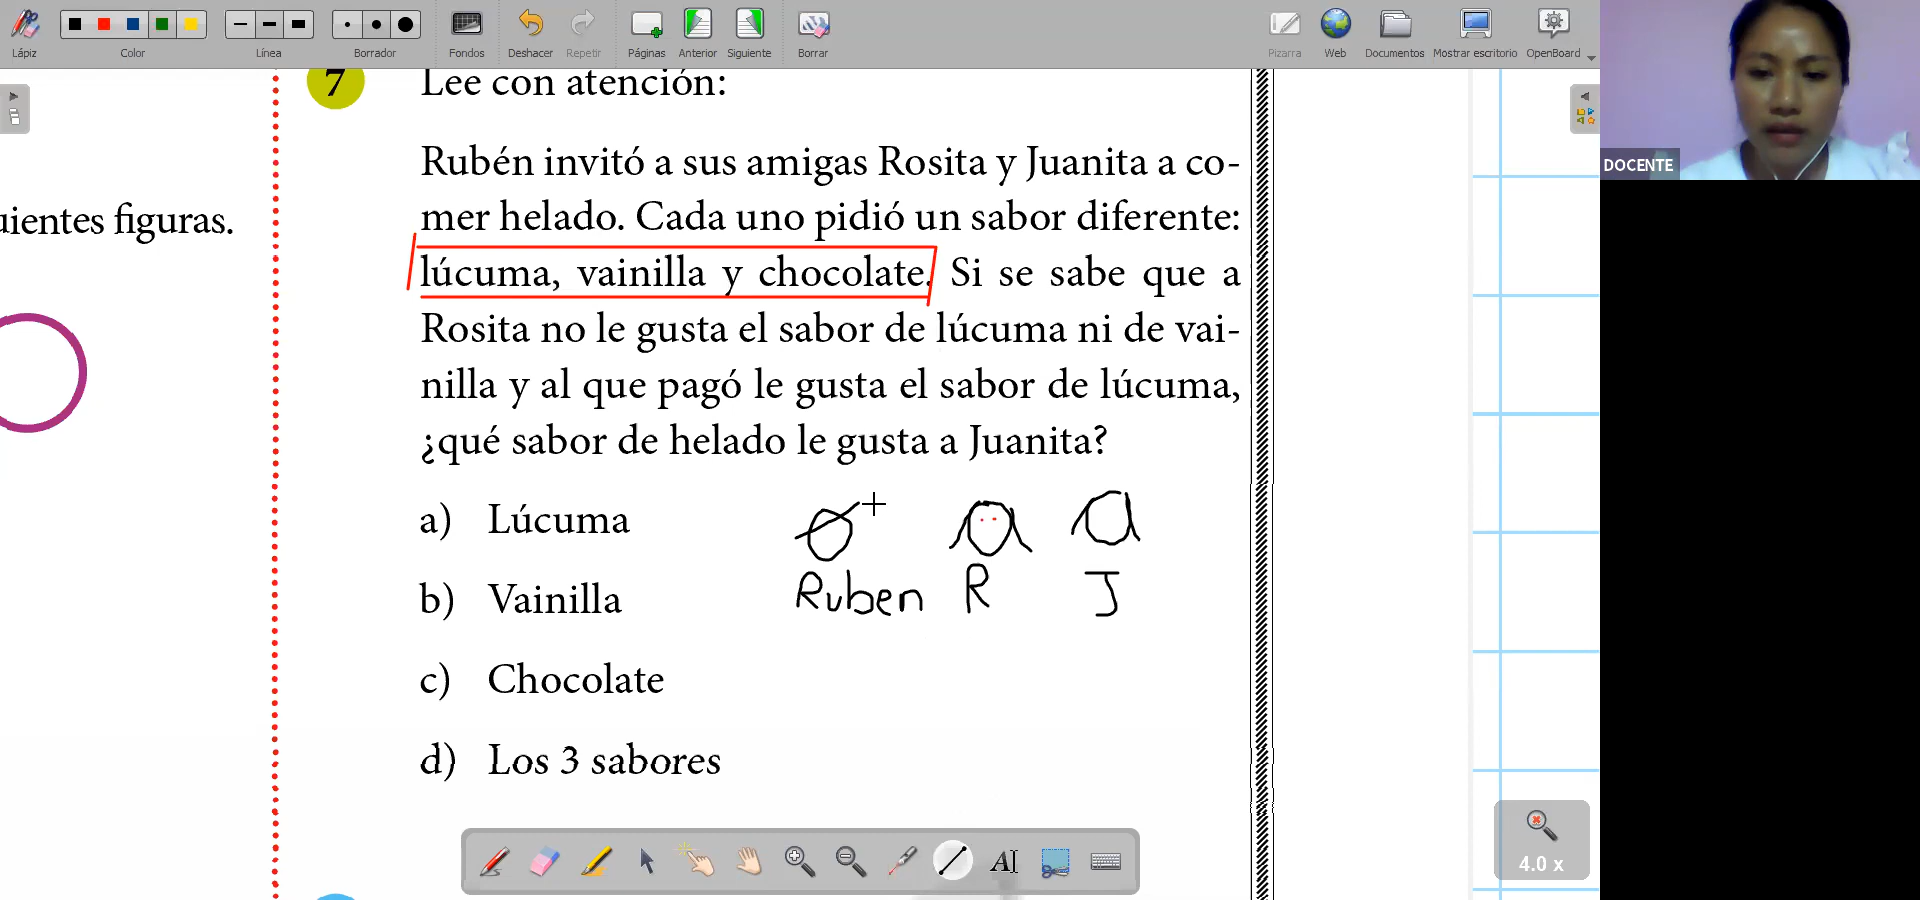 Lápiz
Color
Línea
Borrador
Fondos
Deshacer
Repetir
Páginas
Anterior
Siguiente
Borrar
Pizarra
Web
Documentos
Mostrar escritorio
OpenBoard
DOCENTE
uientes figuras.
7
Lee con atención:
Rubén invitó a sus amigas Rosita y Juanita a co-
mer helado. Cada uno pidió un sabor diferente:
lúcuma, vainilla y chocolate. Si se sabe que a
Rosita no le gusta el sabor de lúcuma ni de vai-
nilla y al que pagó le gusta el sabor de lúcuma,
¿qué sabor de helado le gusta a Juanita?
a) Lúcuma
b) Vainilla
c) Chocolate
d) Los 3 sabores
Ruben R J
4.0 x